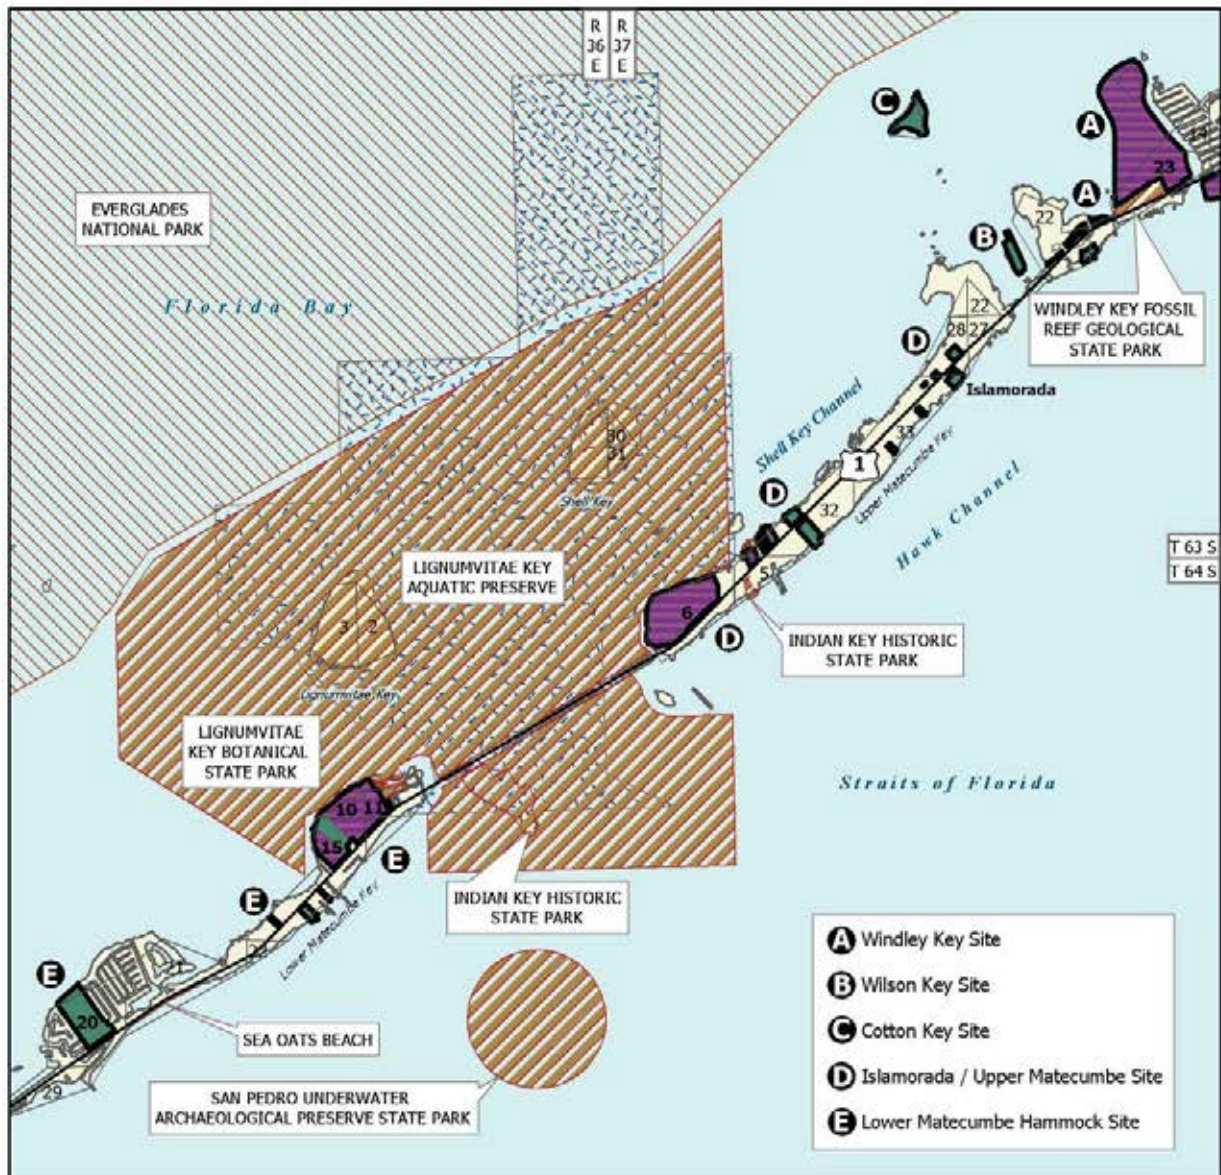 R
36
E
R
37
E
C
A
14
23
EVERGLADES
NATIONAL PARK
A
22
B
Florida Bay
22
28
27
WINDLEY KEY FOSSIL
REEF GEOLOGICAL
STATE PARK
D
Islamorada
Shell Key Channel
33
30
31
1
Upper Matecumbe Key
Shell Key
D
32
Hawk Channel
T 63 S
T 64 S
LIGNUMVITAE KEY
AQUATIC PRESERVE
5
6
3
2
D
INDIAN KEY HISTORIC
STATE PARK
Lignumvitae Key
LIGNUMVITAE
KEY BOTANICAL
STATE PARK
Straits of Florida
10
11
15
E
INDIAN KEY HISTORIC
STATE PARK
E
Lower Matecumbe Key
21
E
20
SEA OATS BEACH
29
SAN PEDRO UNDERWATER
ARCHAEOLOGICAL PRESERVE STATE PARK
A Windley Key Site
B Wilson Key Site
C Cotton Key Site
D Islamorada / Upper Matecumbe Site
E Lower Matecumbe Hammock Site